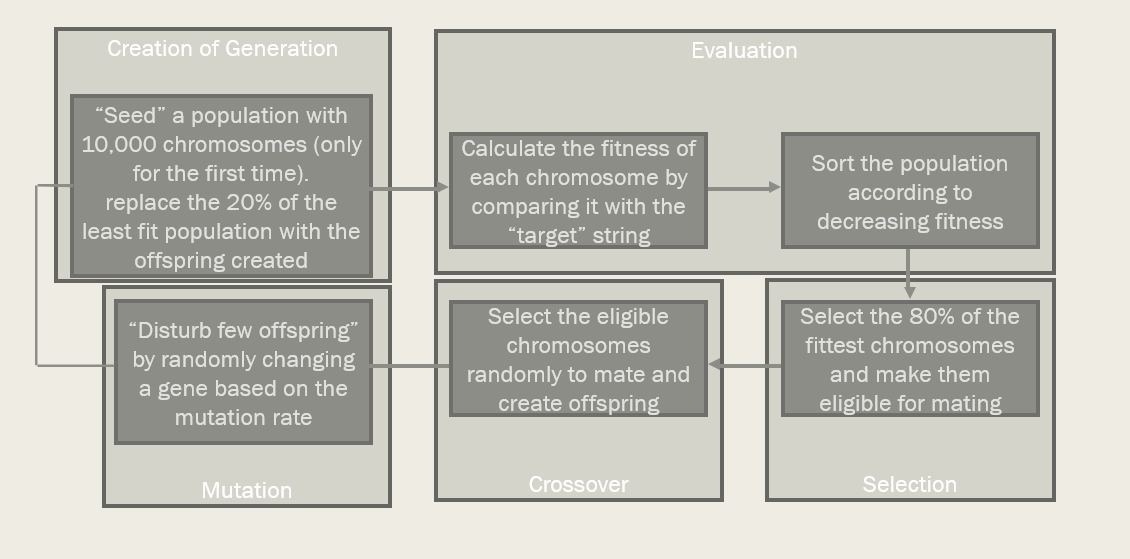 Creation of Generation
“Seed” a population with
10,000 chromosomes (only
for the first time).
replace the 20% of the
least fit population with the
offspring created
Evaluation
Calculate the fitness of
each chromosome by
comparing it with the
“target” string
Sort the population
according to
decreasing fitness
“Disturb few offspring”
by randomly changing
a gene based on the
mutation rate
Mutation
Select the eligible
chromosomes
randomly to mate and
create offspring
Crossover
Select the 80% of the
fittest chromosomes
and make them
eligible for mating
Selection